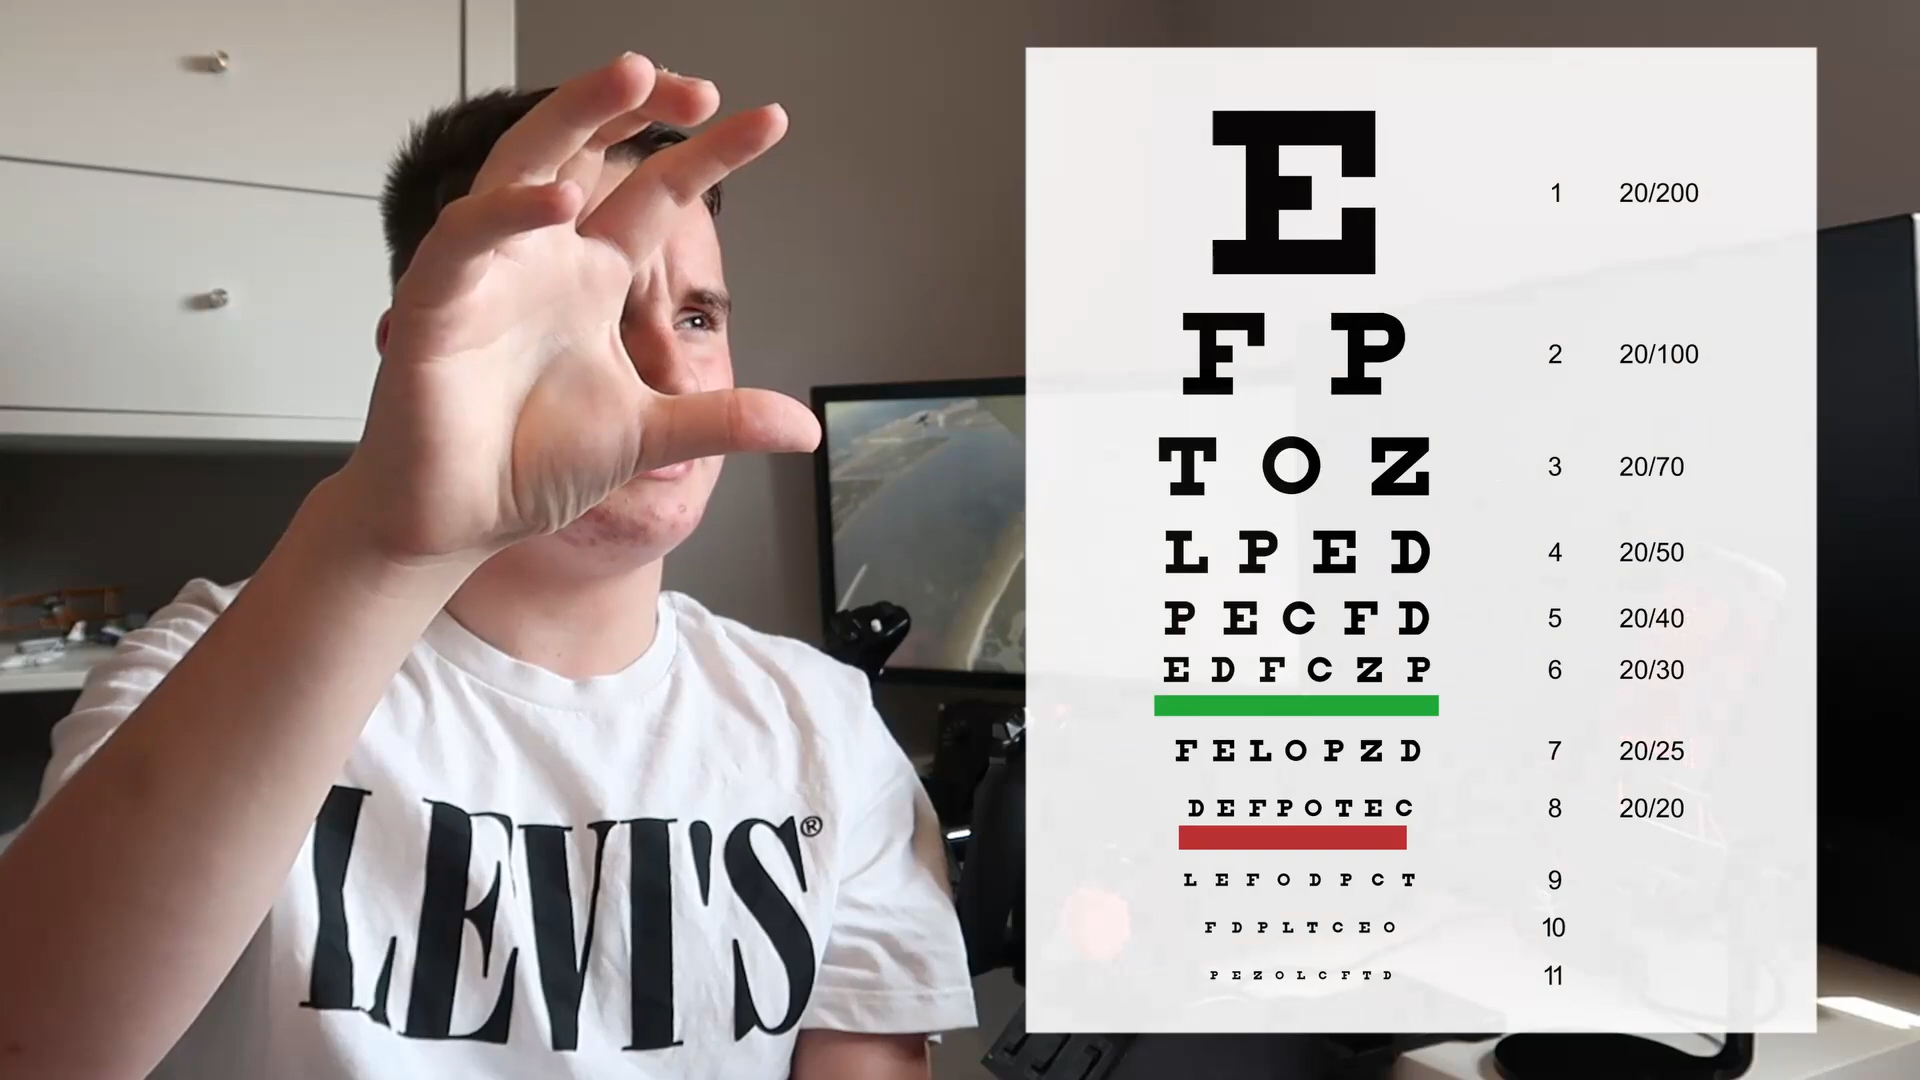 E 1 20/200
F P 2 20/100
T O Z 3 20/70
L P E D 4 20/50
P E C F D 5 20/40
E D F C Z P 6 20/30
F E L O P Z D 7 20/25
D E F P O T E C 8 20/20
L E F O D P C T 9
F D P L T C E O 10
P E Z O L C F T D 11
LEVI'S®